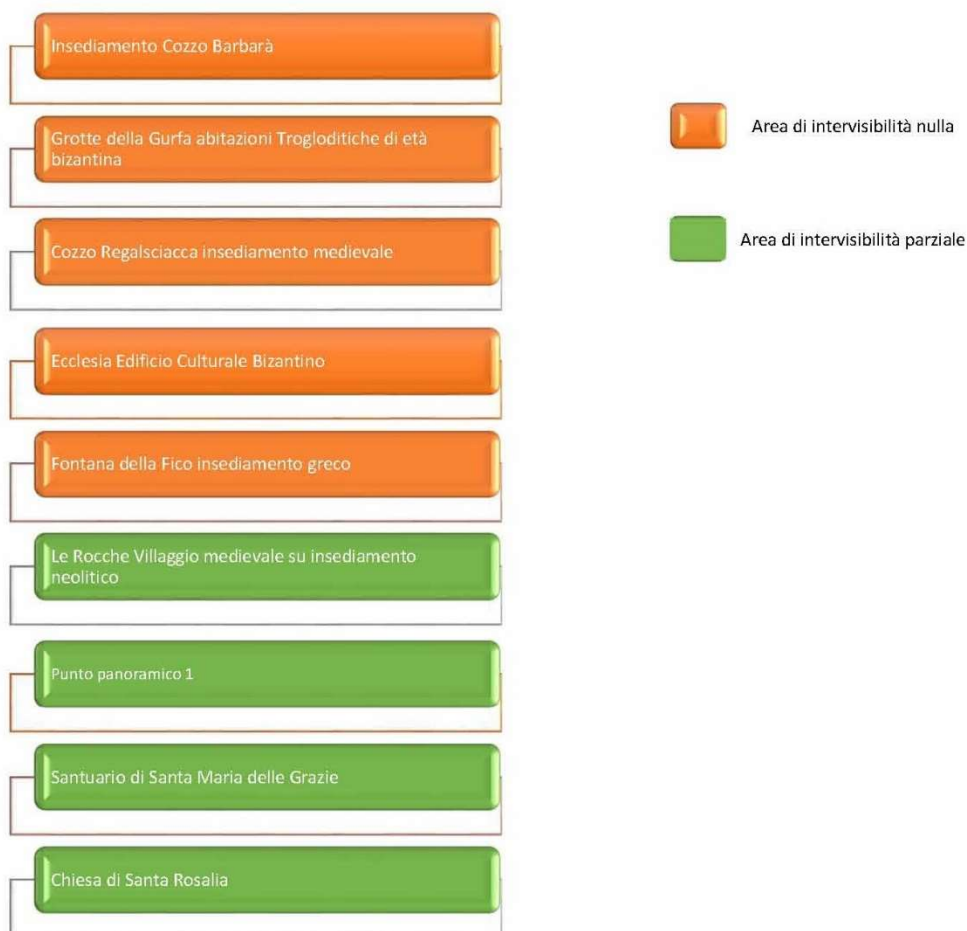 Insediamento Cozzo Barbarà
Grotte della Gurfa abitazioni Trogloditiche di età
bizantina
Cozzo Regalsciacca insediamento medievale
Ecclesia Edificio Culturale Bizantino
Fontana della Fico insediamento greco
Le Rocche Villaggio medievale su insediamento
neolitico
Punto panoramico 1
Santuario di Santa Maria delle Grazie
Chiesa di Santa Rosalia
Area di intervisibilità nulla
Area di intervisibilità parziale